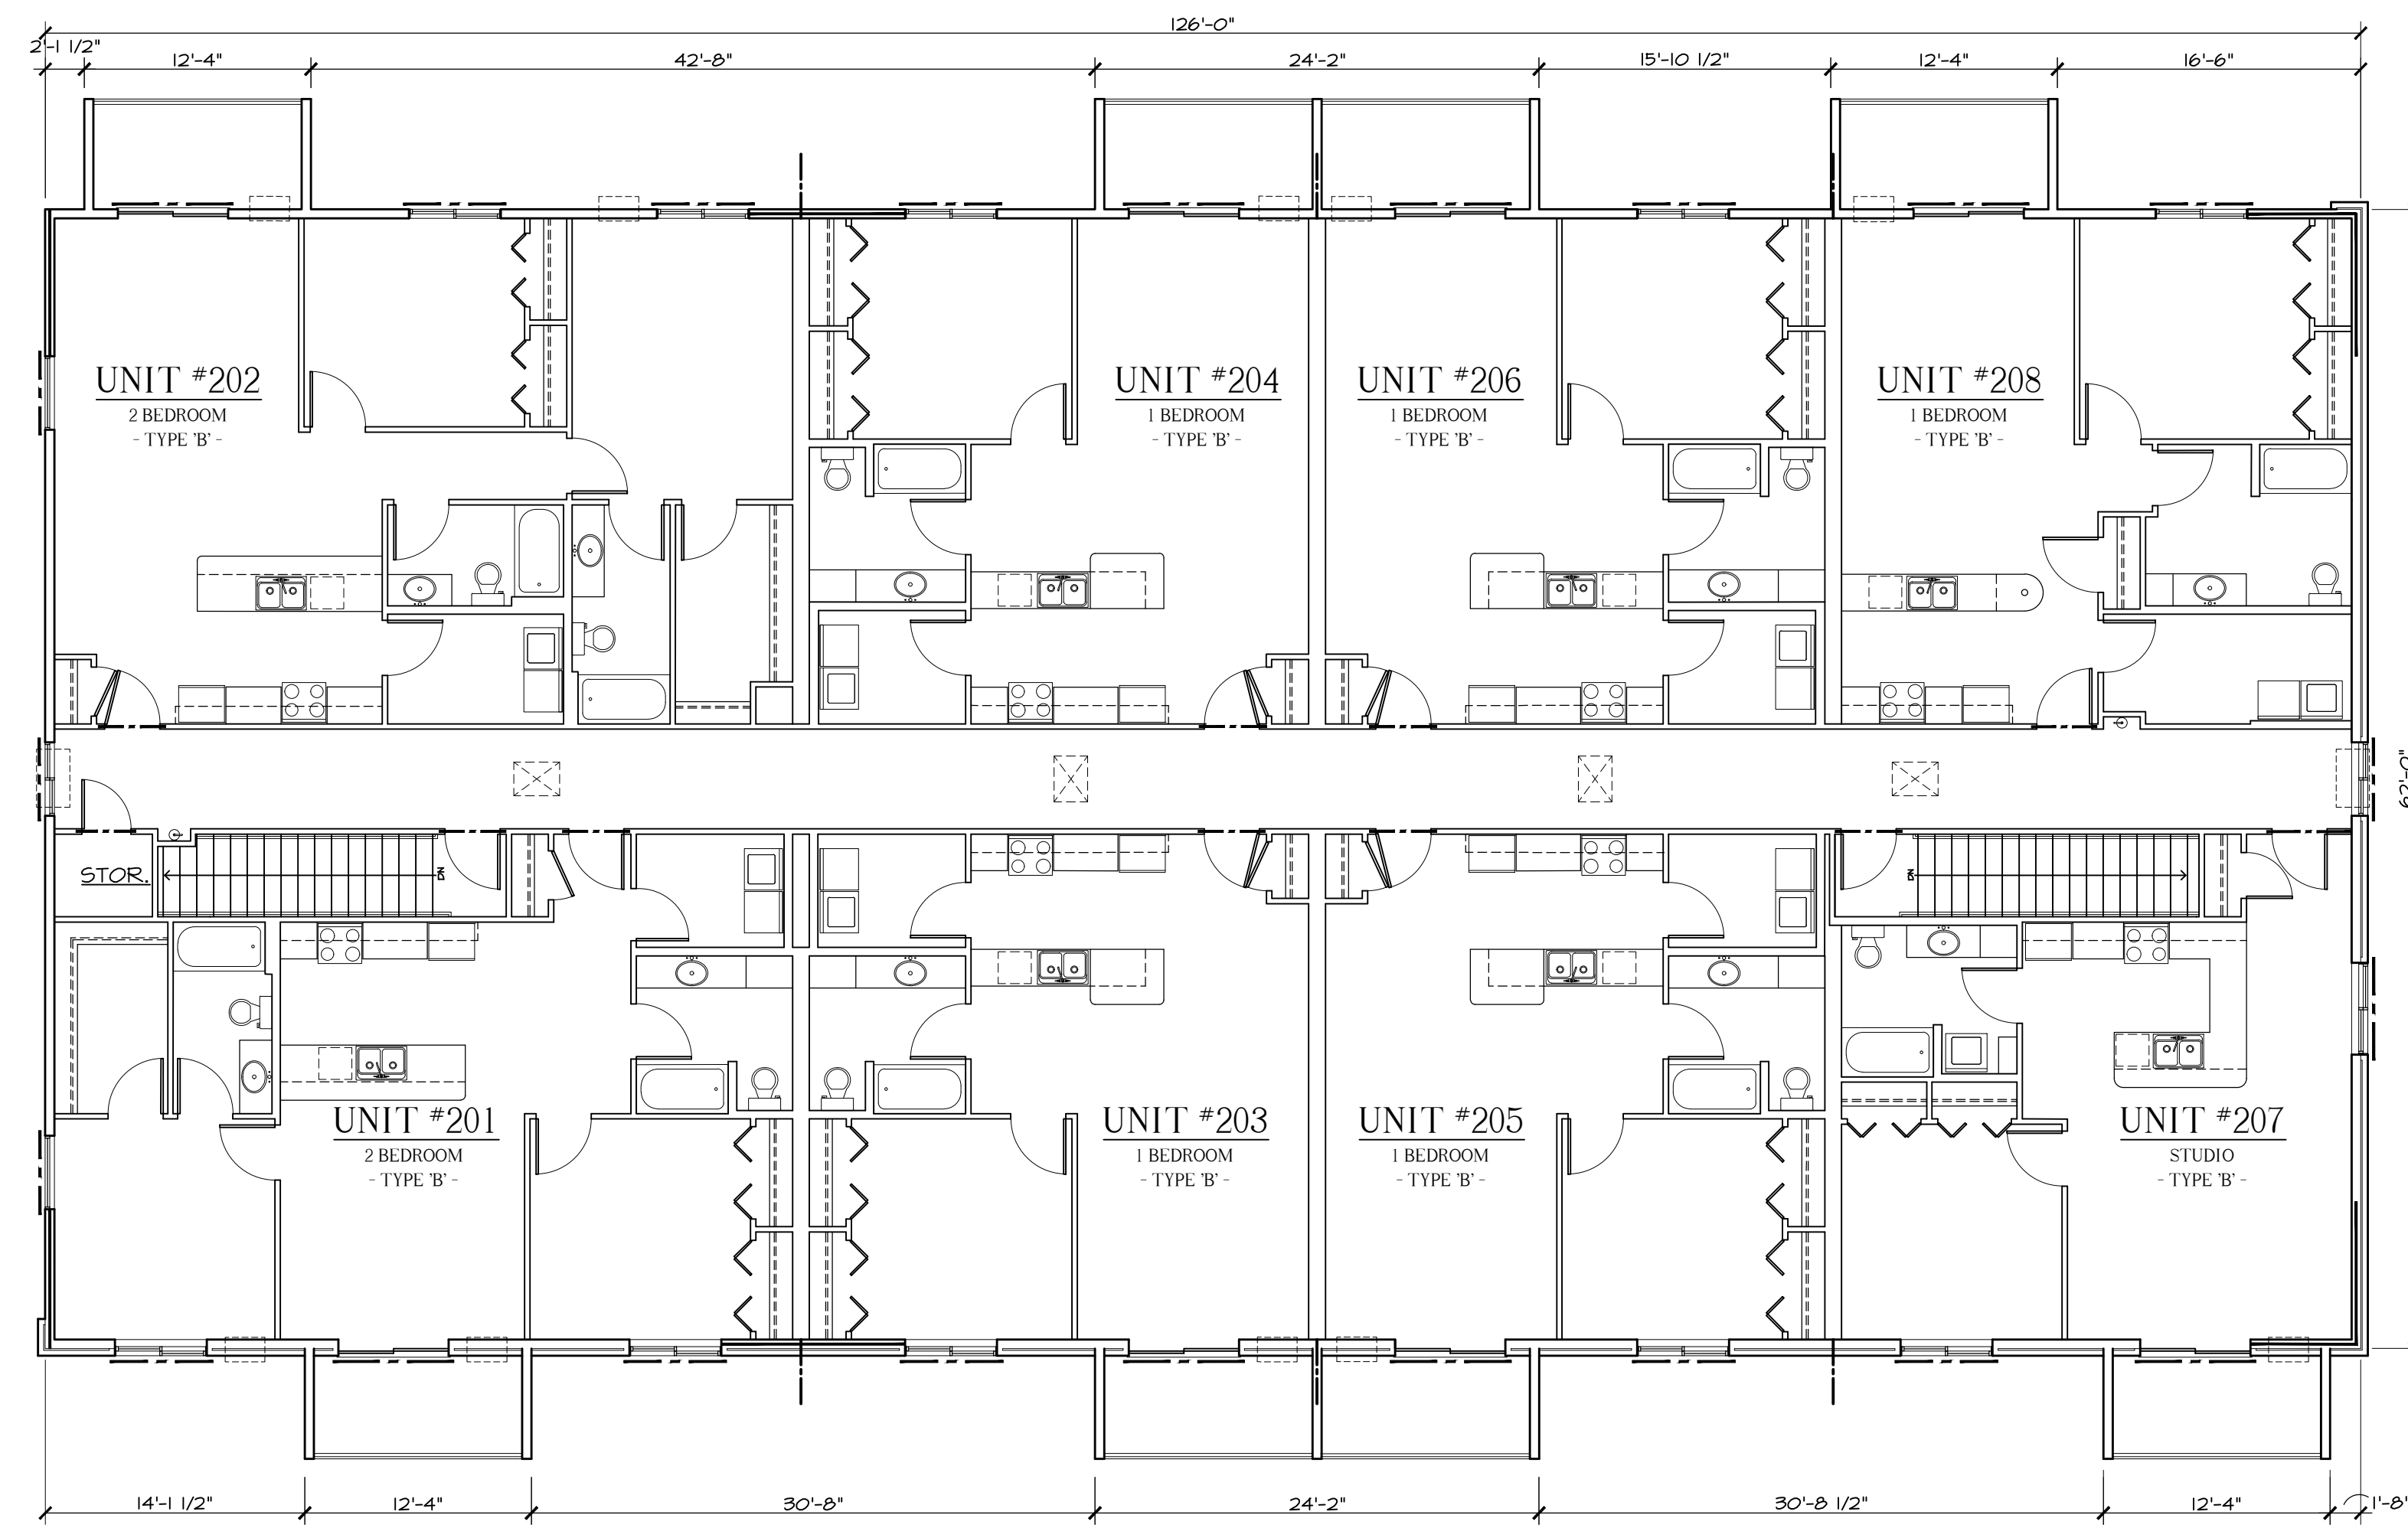 126'-0"
2'-1 1/2"
12'-4"
42'-8"
24'-2"
15'-10 1/2"
12'-4"
16'-6"
UNIT #202
2 BEDROOM
- TYPE 'B' -
UNIT #204
1 BEDROOM
- TYPE 'B' -
UNIT #206
1 BEDROOM
- TYPE 'B' -
UNIT #208
1 BEDROOM
- TYPE 'B' -
62'-0"
STOR.
DN
DN
UNIT #201
2 BEDROOM
- TYPE 'B' -
UNIT #203
1 BEDROOM
- TYPE 'B' -
UNIT #205
1 BEDROOM
- TYPE 'B' -
UNIT #207
STUDIO
- TYPE 'B' -
14'-1 1/2"
12'-4"
30'-8"
24'-2"
30'-8 1/2"
12'-4"
1'-8"